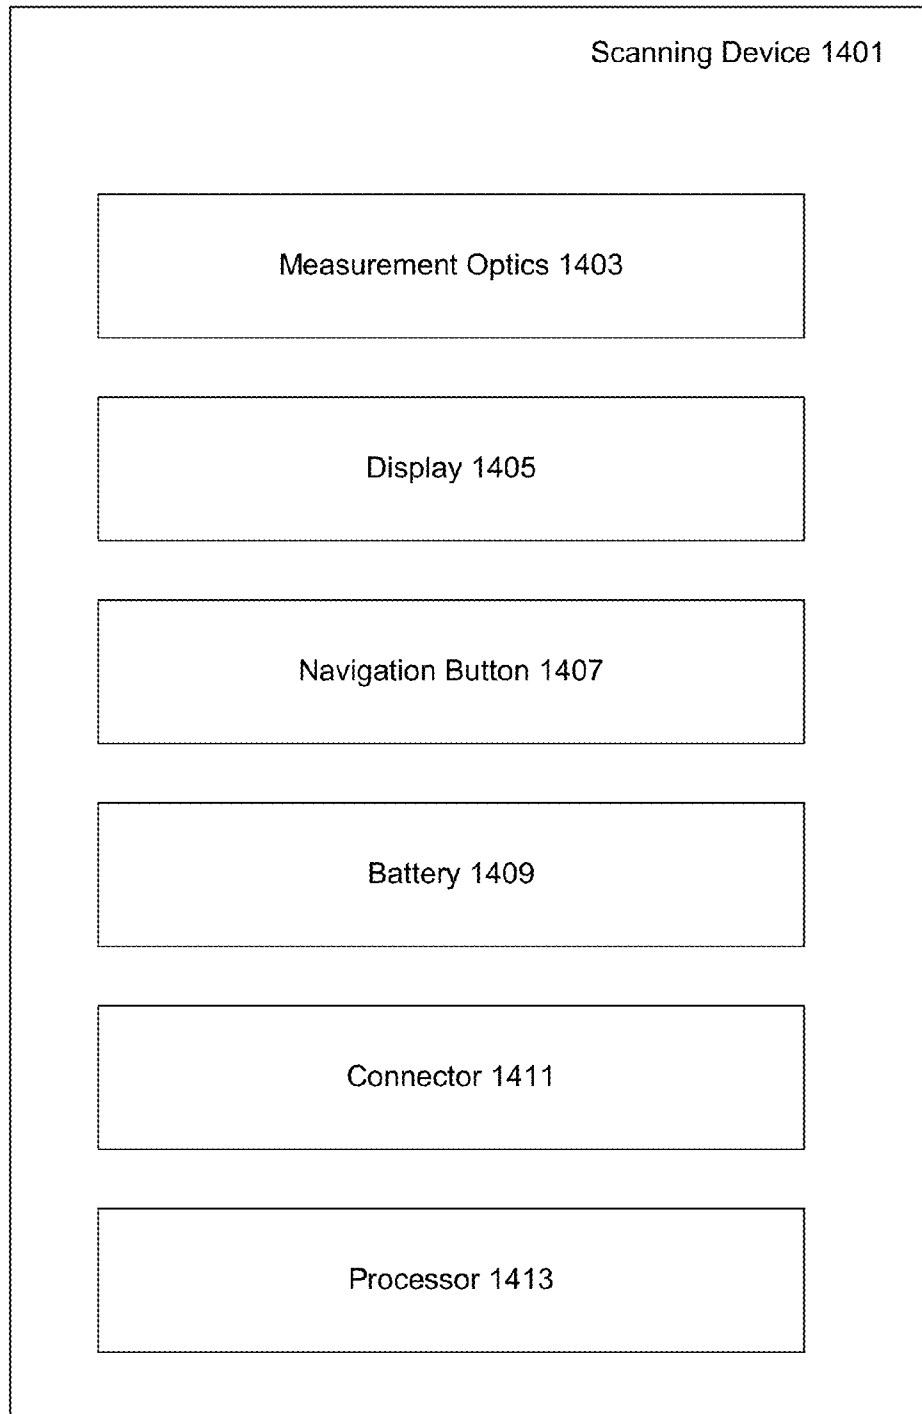 Scanning Device 1401
Measurement Optics 1403
Display 1405
Navigation Button 1407
Battery 1409
Connector 1411
Processor 1413